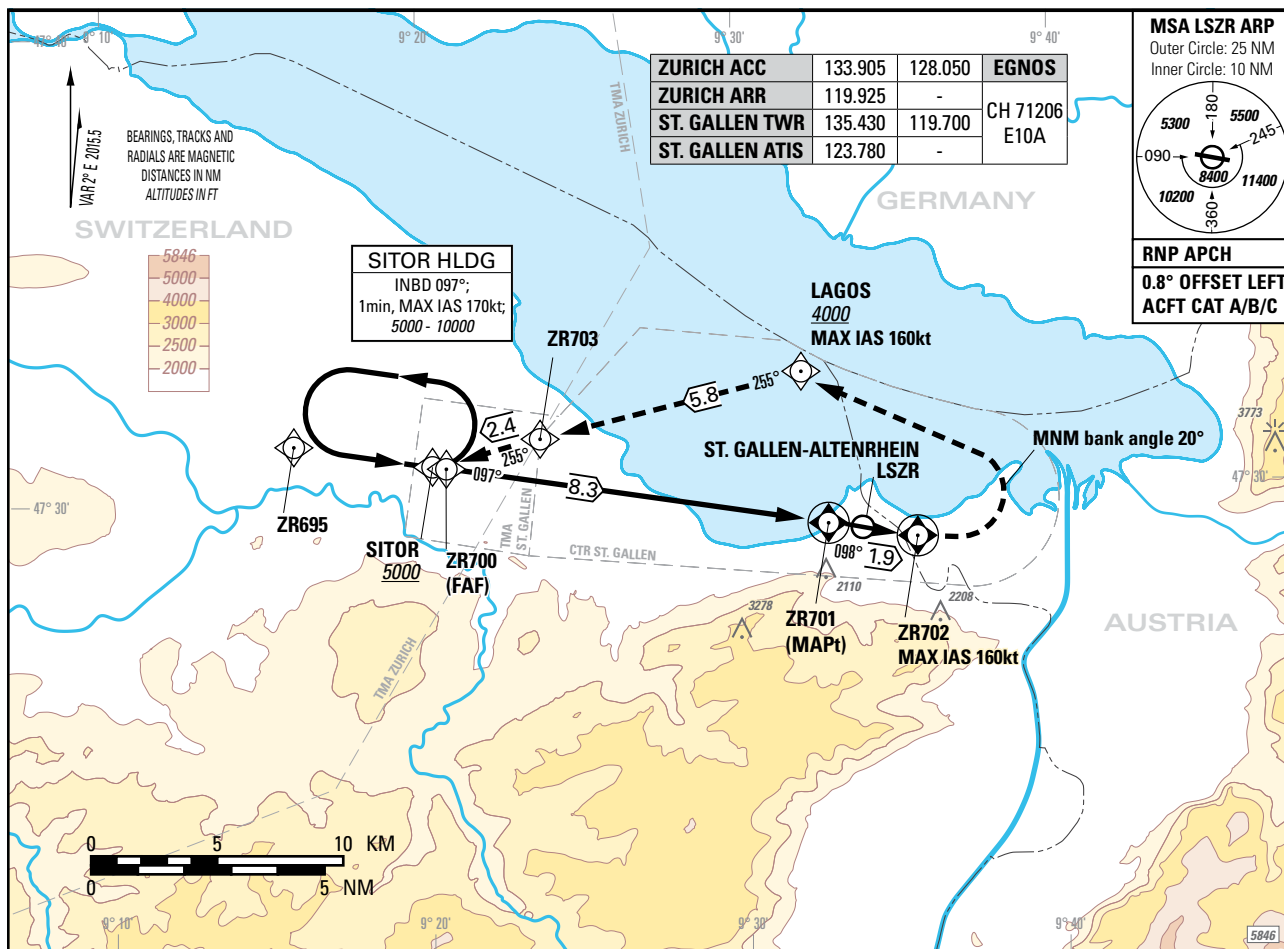 47° 40' 9° 10'
9° 20'
9° 30'
9° 40'
MSA LSZR ARP
Outer Circle: 25 NM
Inner Circle: 10 NM
180
5300
5500
245
090
8400
10200
11400
360
RNP APCH
0.8° OFFSET LEFT
ACFT CAT A/B/C
ZURICH ACC 133.905 128.050 EGNOS
ZURICH ARR 119.925 - CH 71206
ST. GALLEN TWR 135.430 119.700 E10A
ST. GALLEN ATIS 123.780 -
TMA ZURICH
VAR 2° E 2015.5
BEARINGS, TRACKS AND
RADIALS ARE MAGNETIC
DISTANCES IN NM
ALTITUDES IN FT
SWITZERLAND
GERMANY
5846
5000
4000
3000
2500
2000
SITOR HLDG
INBD 097°;
1min, MAX IAS 170kt;
5000 - 10000
LAGOS
4000
MAX IAS 160kt
ZR703
255°
5.8
2.4
255°
097°
8.3
ST. GALLEN-ALTENRHEIN
LSZR
MNM bank angle 20°
3773
47° 30'
47° 30'
ZR695
SITOR
5000
ZR700
(FAF)
TMA
ST. GALLEN
CTR ST. GALLEN
098°
1.9
2110
2208
3278
ZR701
(MAPt)
ZR702
MAX IAS 160kt
AUSTRIA
TMA ZURICH
0 5 10 KM
0 5 NM
9° 10'
9° 20'
9° 30'
9° 40'
5846